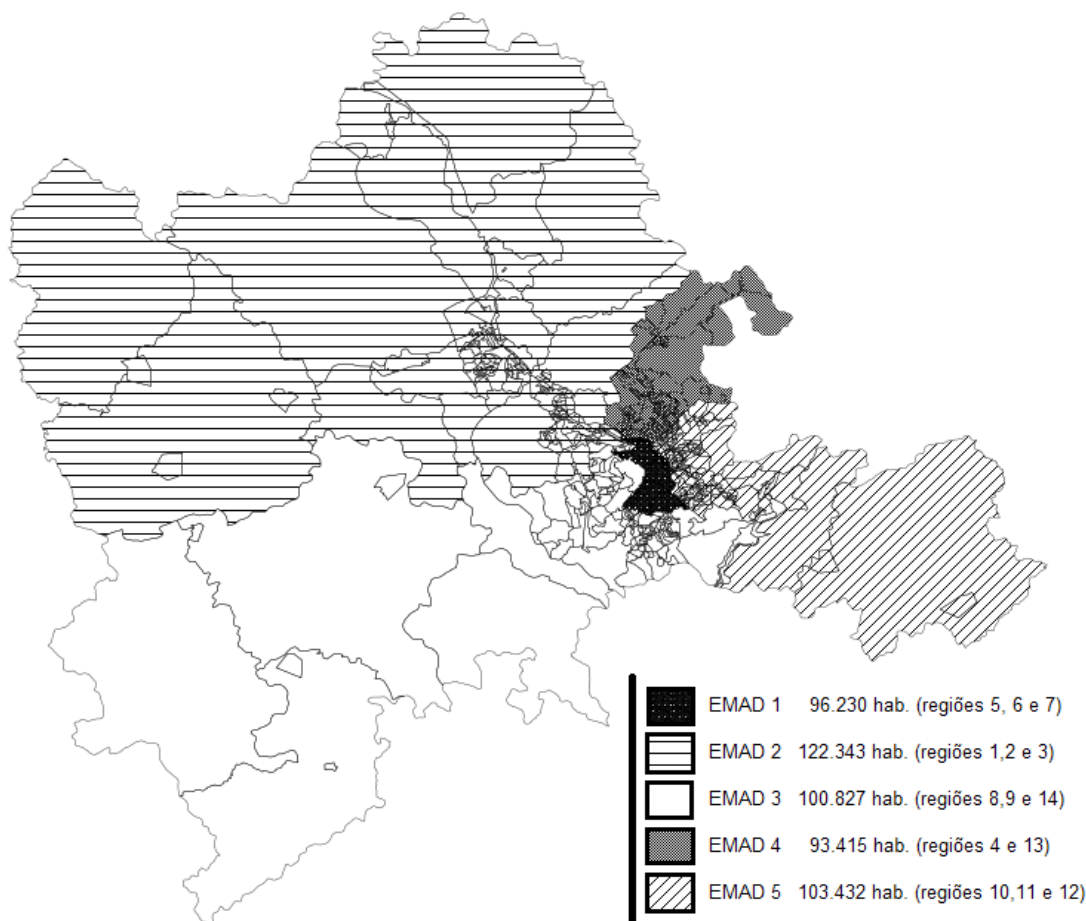 EMAD 1 96.230 hab. (regiões 5, 6 e 7)
EMAD 2 122.343 hab. (regiões 1,2 e 3)
EMAD 3 100.827 hab. (regiões 8,9 e 14)
EMAD 4 93.415 hab. (regiões 4 e 13)
EMAD 5 103.432 hab. (regiões 10,11 e 12)